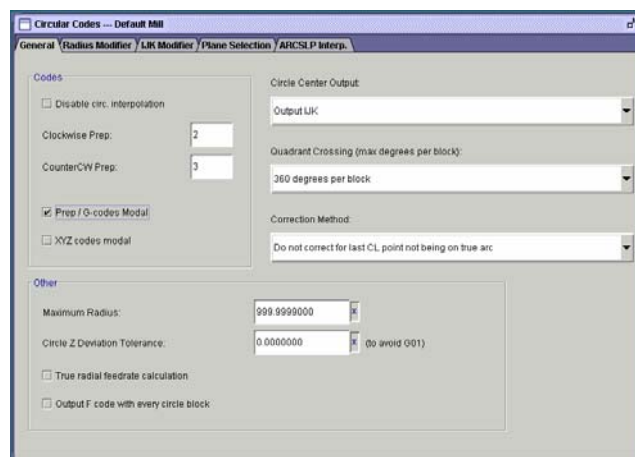 Circular Codes --- Default Mill
General Radius Modifier IJK Modifier Plane Selection ARCSLP Interp.
Codes
Disable circ. interpolation
Clockwise Prep: 2
CounterCW Prep: 3
Prep / G-codes Modal
XYZ codes modal
Circle Center Output:
Output IJK
Quadrant Crossing (max degrees per block):
360 degrees per block
Correction Method:
Do not correct for last CL point not being on true arc
Other
Maximum Radius: 999.9999000
Circle Z Deviation Tolerance: 0.0000000 (to avoid G01)
True radial feedrate calculation
Output F code with every circle block